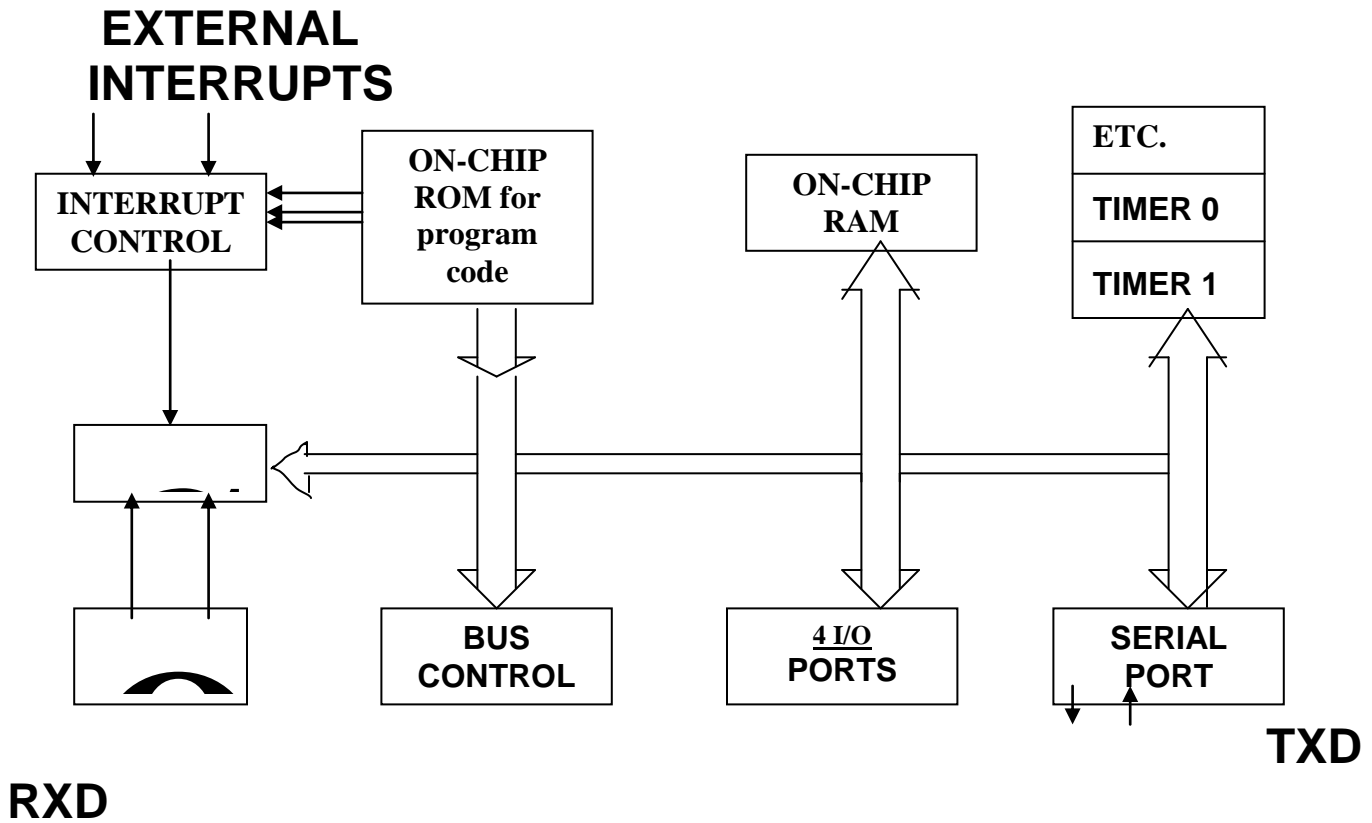 EXTERNAL
INTERRUPTS
INTERRUPT
CONTROL
ON-CHIP
ROM for
program
code
ON-CHIP
RAM
ETC.
TIMER 0
TIMER 1
BUS
CONTROL
4 I/O
PORTS
SERIAL
PORT
TXD
RXD